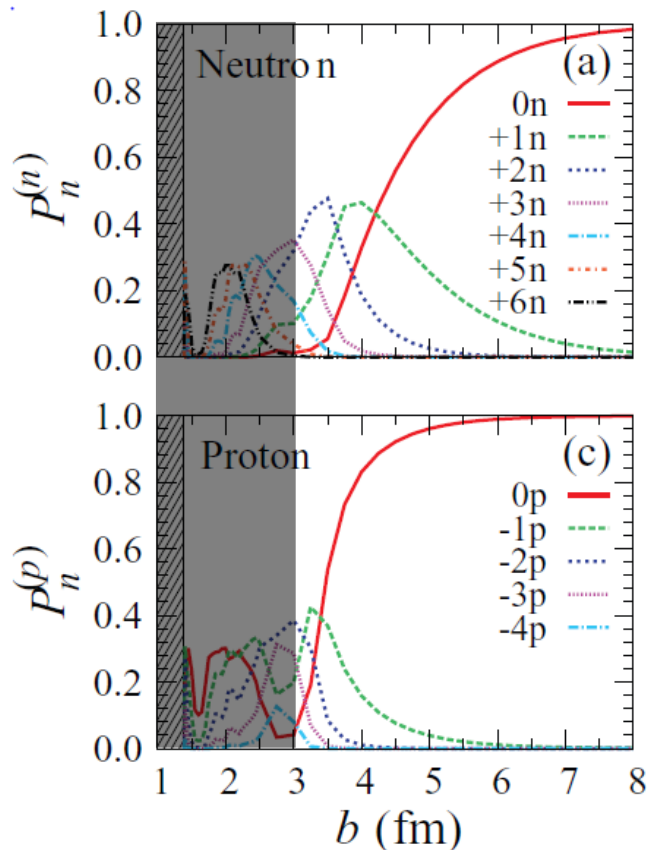 1.0
Neutron
(a)
0.8
0n
+1n
0.6
+2n
P_n^(n)
+3n
0.4
+4n
+5n
0.2
+6n
0.0
1.0
Proton
(c)
0.8
0p
-1p
0.6
-2p
P_n^(p)
-3p
0.4
-4p
0.2
0.0
1 2 3 4 5 6 7 8
b (fm)